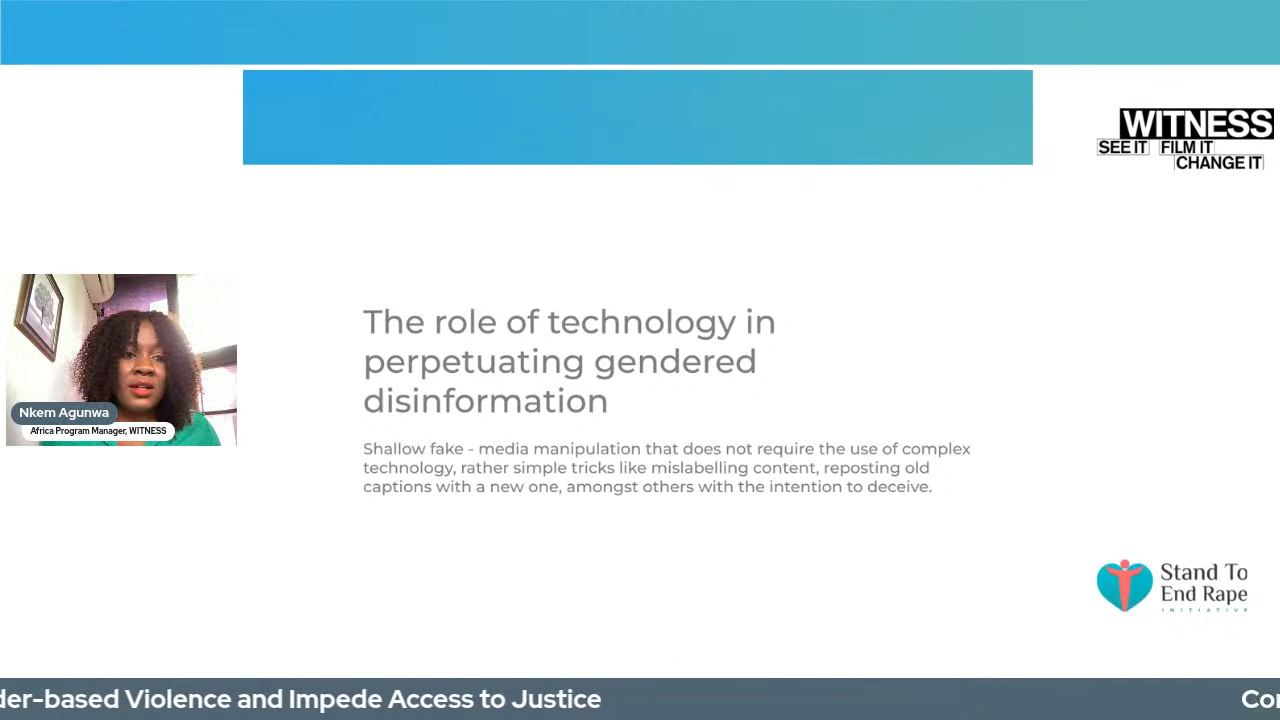 WITNESS
SEE IT FILM IT
CHANGE IT
The role of technology in
perpetuating gendered
disinformation
Shallow fake - media manipulation that does not require the use of complex
technology, rather simple tricks like mislabelling content, reposting old
captions with a new one, amongst others with the intention to deceive.
Nkem Agunwa
Africa Program Manager, WITNESS
Stand To
End Rape
INITIATIVE
der-based Violence and Impede Access to Justice
Co